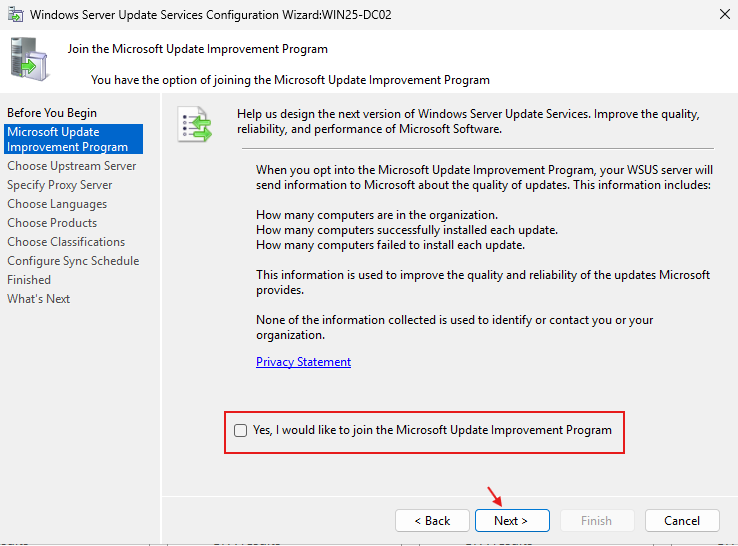 Windows Server Update Services Configuration Wizard:WIN25-DC02
Join the Microsoft Update Improvement Program
You have the option of joining the Microsoft Update Improvement Program
Before You Begin
Microsoft Update
Improvement Program
Choose Upstream Server
Specify Proxy Server
Choose Languages
Choose Products
Choose Classifications
Configure Sync Schedule
Finished
What's Next
Help us design the next version of Windows Server Update Services. Improve the quality,
reliability, and performance of Microsoft Software.
When you opt into the Microsoft Update Improvement Program, your WSUS server will
send information to Microsoft about the quality of updates. This information includes:
How many computers are in the organization.
How many computers successfully installed each update.
How many computers failed to install each update.
This information is used to improve the quality and reliability of the updates Microsoft
provides.
None of the information collected is used to identify or contact you or your
organization.
Privacy Statement
Yes, I would like to join the Microsoft Update Improvement Program
< Back
Next >
Finish
Cancel